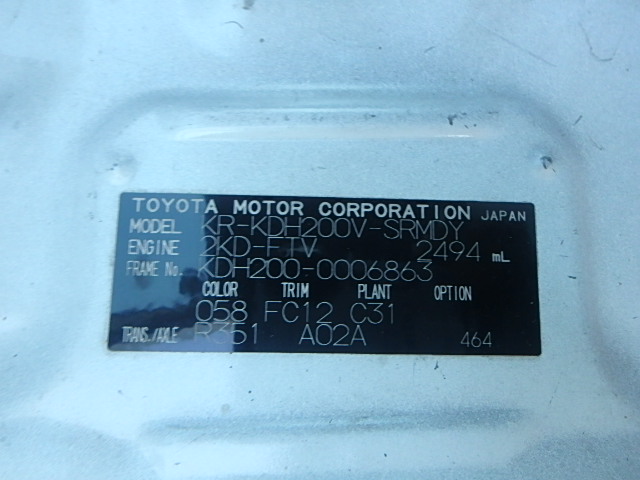 TOYOTA MOTOR CORPORATION JAPAN
MODEL KR-KDH200V-SRMDY
ENGINE 2KD-FTV 2494 mL
FRAME No. KDH200-0006863
COLOR TRIM PLANT OPTION
058 FC12 C31
TRANS./AXLE R351 A02A 464